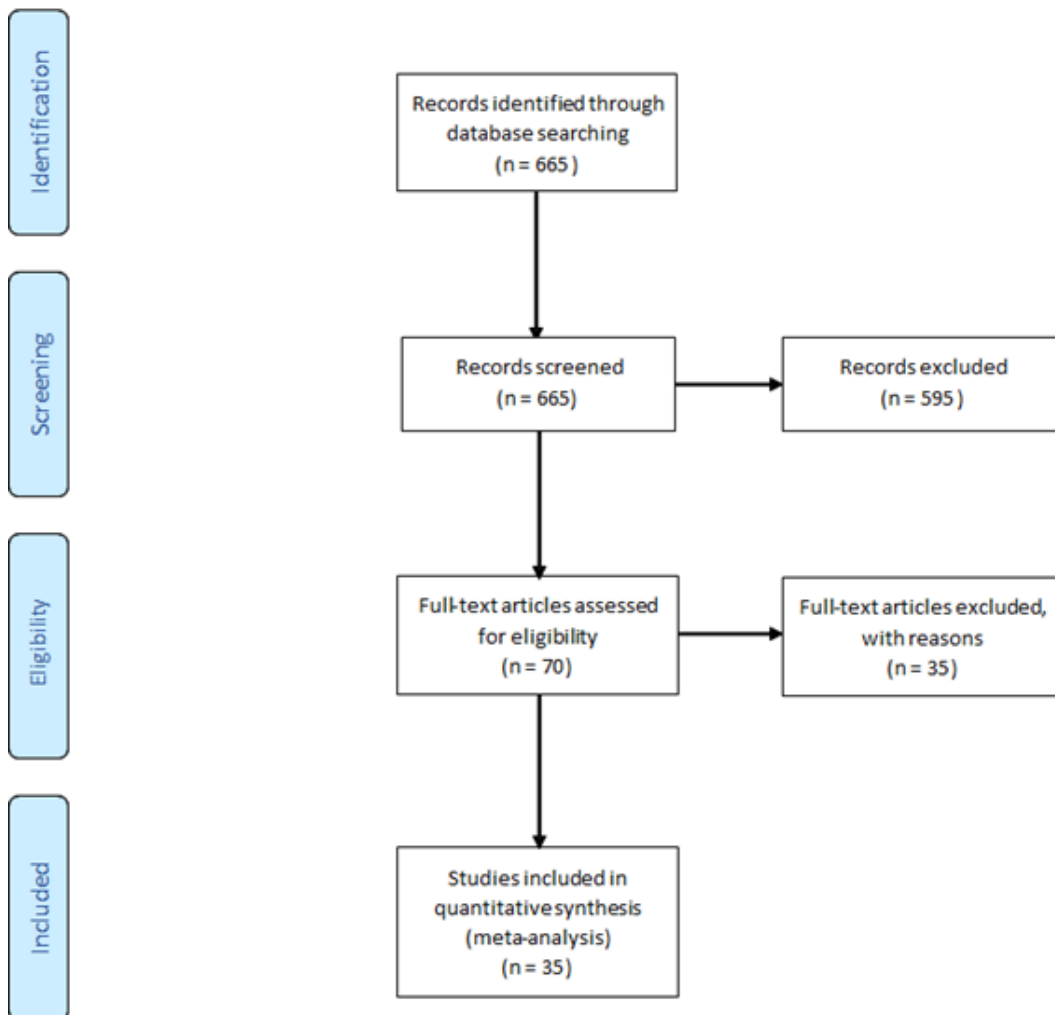 Identification
Records identified through
database searching
(n = 665 )
Screening
Records screened
(n = 665)
Records excluded
(n = 595 )
Eligibility
Full-text articles assessed
for eligibility
(n = 70)
Full-text articles excluded,
with reasons
(n = 35)
Included
Studies included in
quantitative synthesis
(meta-analysis)
(n = 35)